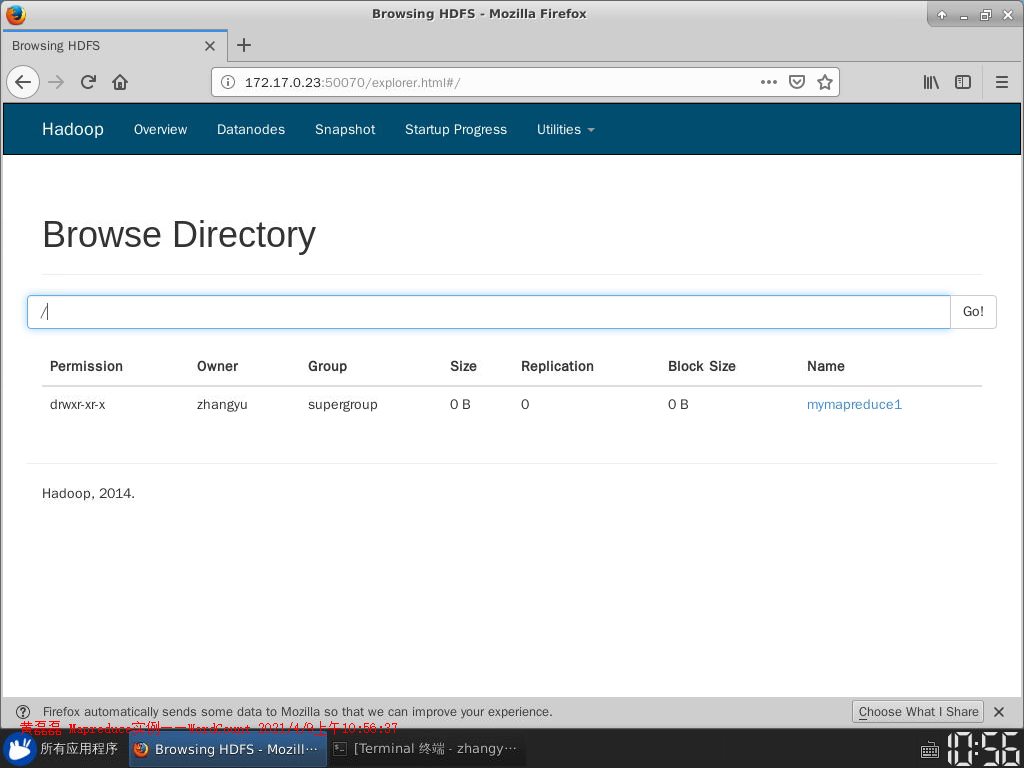 Browsing HDFS - Mozilla Firefox
Browsing HDFS
172.17.0.23:50070/explorer.html#/
Hadoop Overview Datanodes Snapshot Startup Progress Utilities
Browse Directory
/ Go!
Permission Owner Group Size Replication Block Size Name
drwxr-xr-x zhangyu supergroup 0 B 0 0 B mymapreduce1
Hadoop, 2014.
Firefox automatically sends some data to Mozilla so that we can improve your experience. Choose What I Share
黄磊磊 Mapreduce实例——WordCount 2021/4/9上午10:56:37
所有应用程序 Browsing HDFS - Mozill··· [Terminal 终端 - zhangy··· 10:56